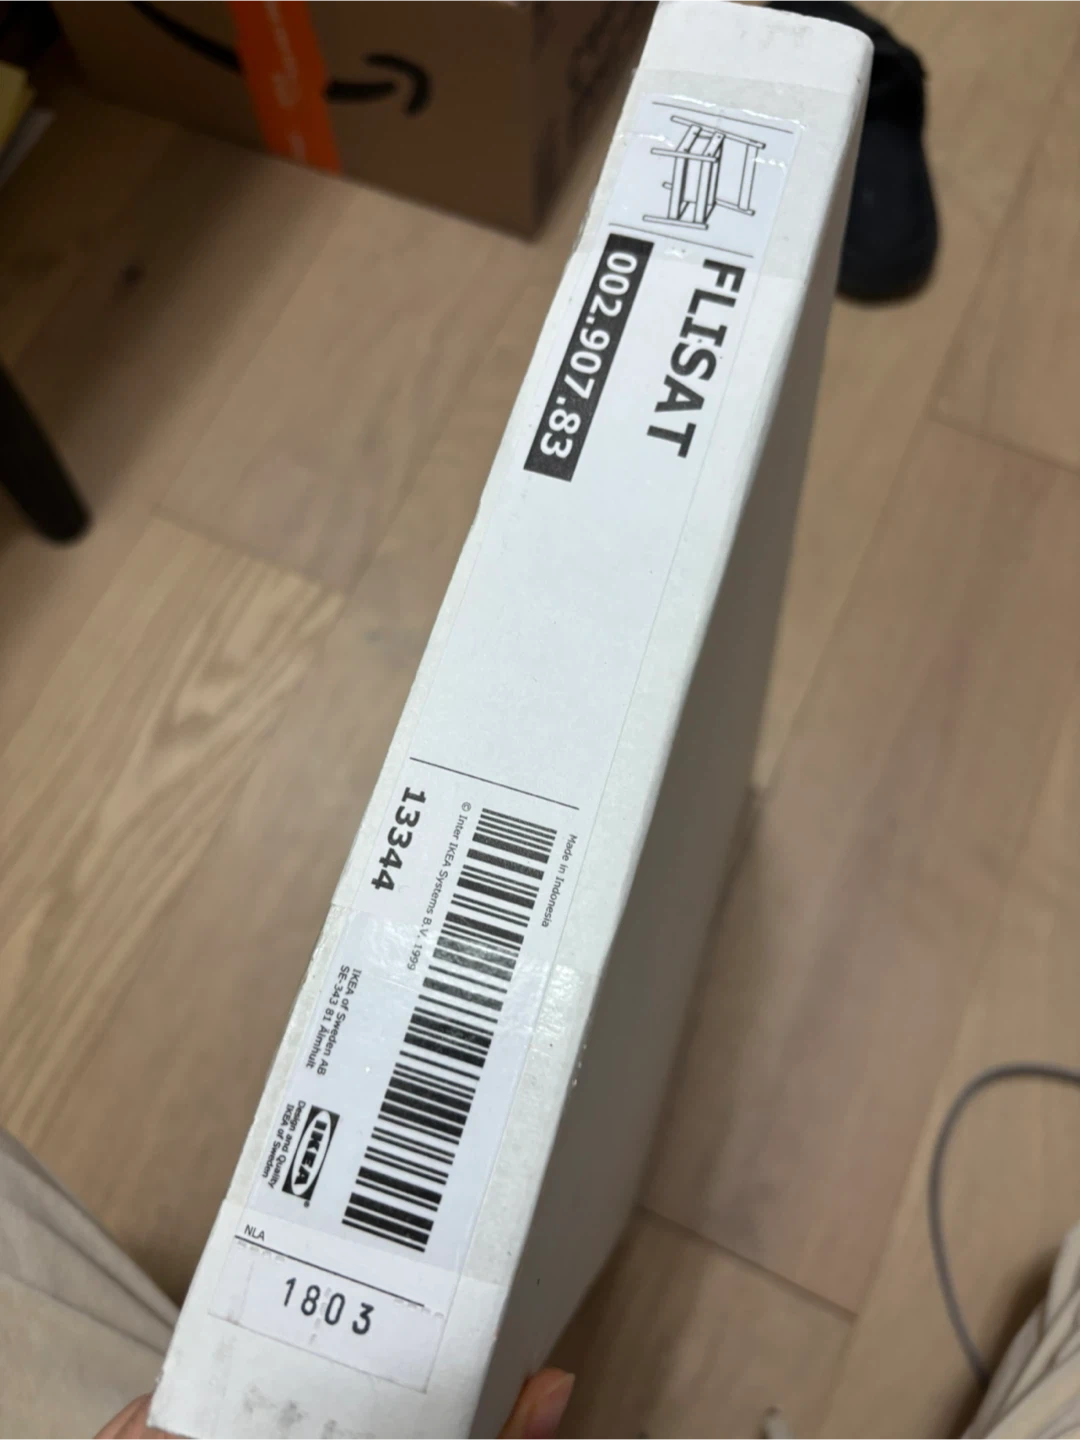 FLISAT
002.907.83
Made in Indonesia
© Inter IKEA Systems B.V. 1999
13344
IKEA of Sweden AB
SE-343 81 Älmhult
IKEA®
Design and Quality
IKEA of Sweden
NLA
1803